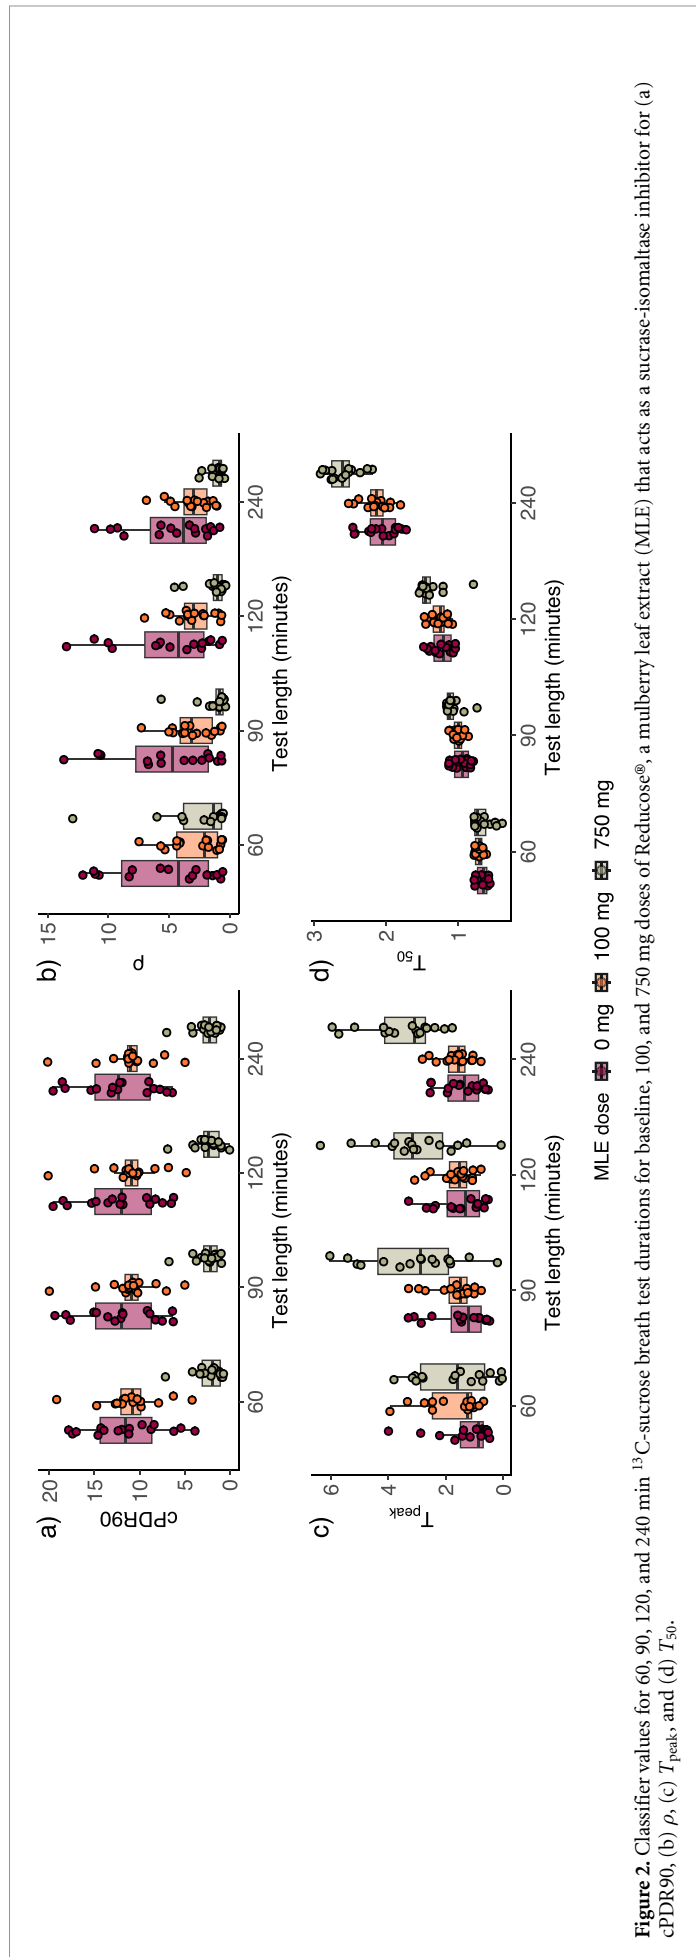 a)
cPDR90
20
15
10
5
0
60
90
120
240
Test length (minutes)
b)
ρ
15
10
5
0
60
90
120
240
Test length (minutes)
c)
Tpeak
6
4
2
0
60
90
120
240
Test length (minutes)
d)
T50
3
2
1
60
90
120
240
Test length (minutes)
MLE dose 0 mg 100 mg 750 mg
Figure 2. Classifier values for 60, 90, 120, and 240 min 13C-sucrose breath test durations for baseline, 100, and 750 mg doses of Reducose®, a mulberry leaf extract (MLE) that acts as a sucrase-isomaltase inhibitor for (a)
cPDR90, (b) ρ, (c) Tpeak, and (d) T50.